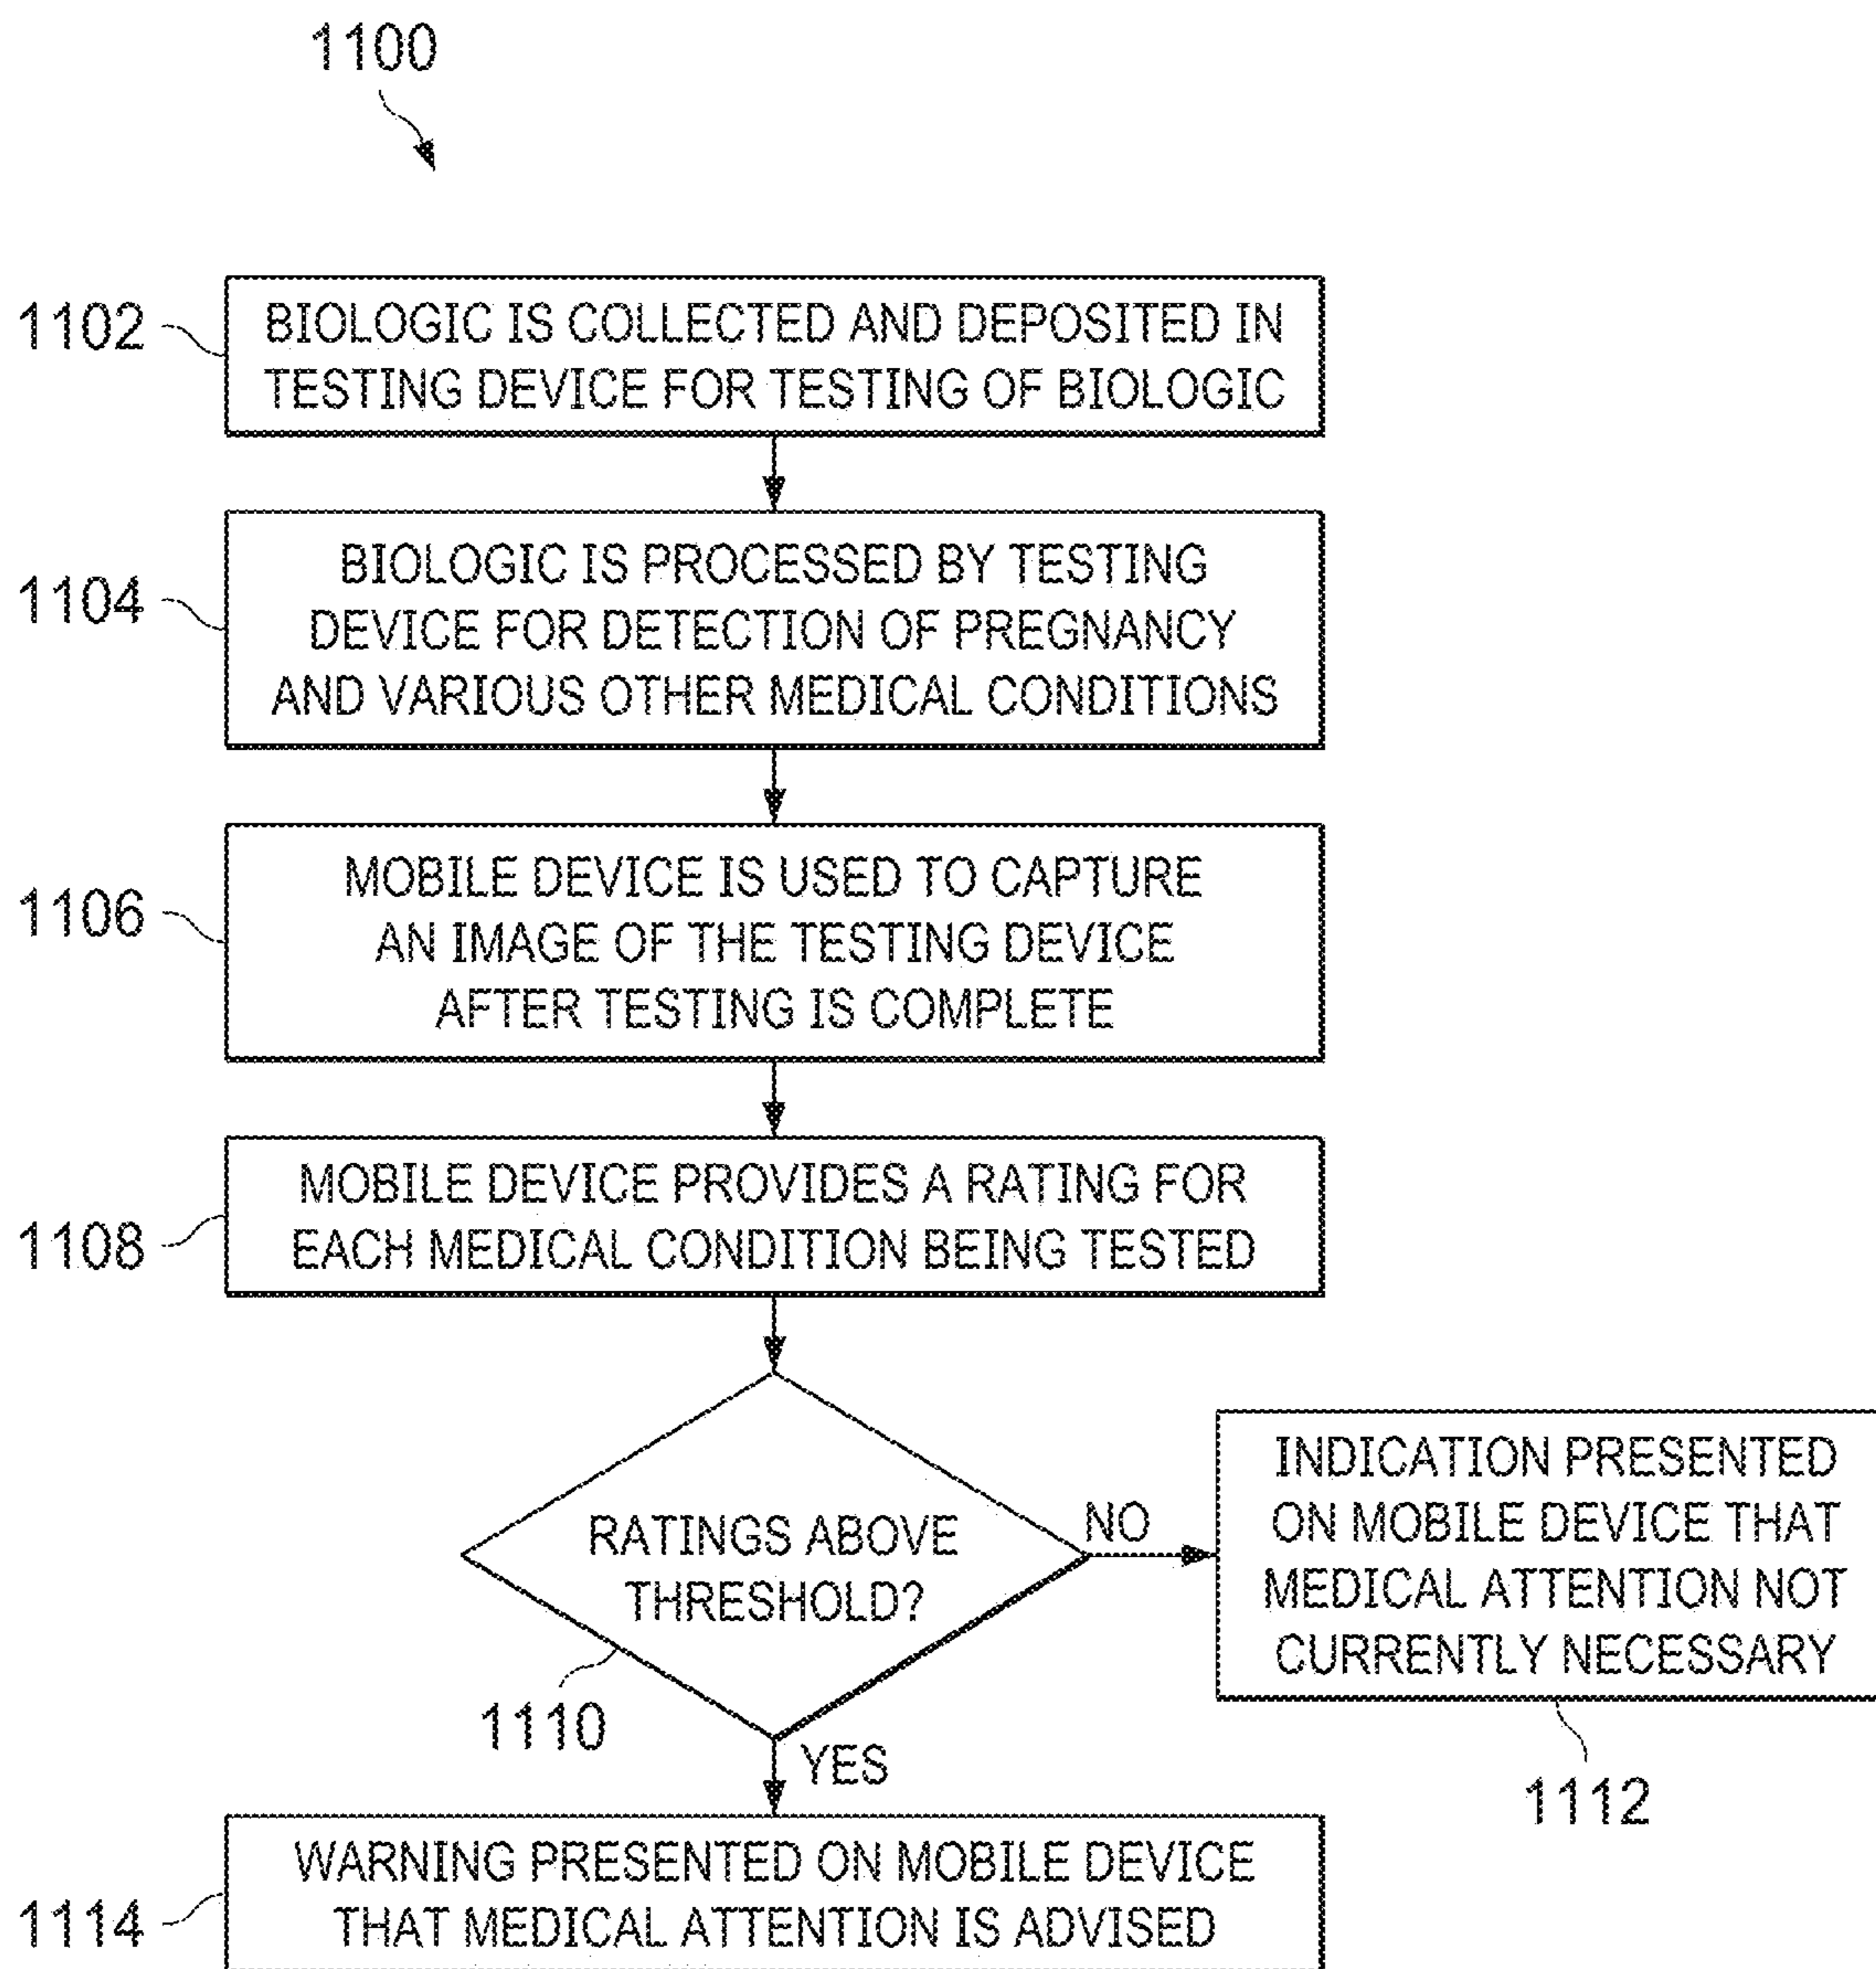 1100
1102
BIOLOGIC IS COLLECTED AND DEPOSITED IN
TESTING DEVICE FOR TESTING OF BIOLOGIC
1104
BIOLOGIC IS PROCESSED BY TESTING
DEVICE FOR DETECTION OF PREGNANCY
AND VARIOUS OTHER MEDICAL CONDITIONS
1106
MOBILE DEVICE IS USED TO CAPTURE
AN IMAGE OF THE TESTING DEVICE
AFTER TESTING IS COMPLETE
1108
MOBILE DEVICE PROVIDES A RATING FOR
EACH MEDICAL CONDITION BEING TESTED
RATINGS ABOVE
THRESHOLD?
1110
NO
INDICATION PRESENTED
ON MOBILE DEVICE THAT
MEDICAL ATTENTION NOT
CURRENTLY NECESSARY
1112
YES
1114
WARNING PRESENTED ON MOBILE DEVICE
THAT MEDICAL ATTENTION IS ADVISED